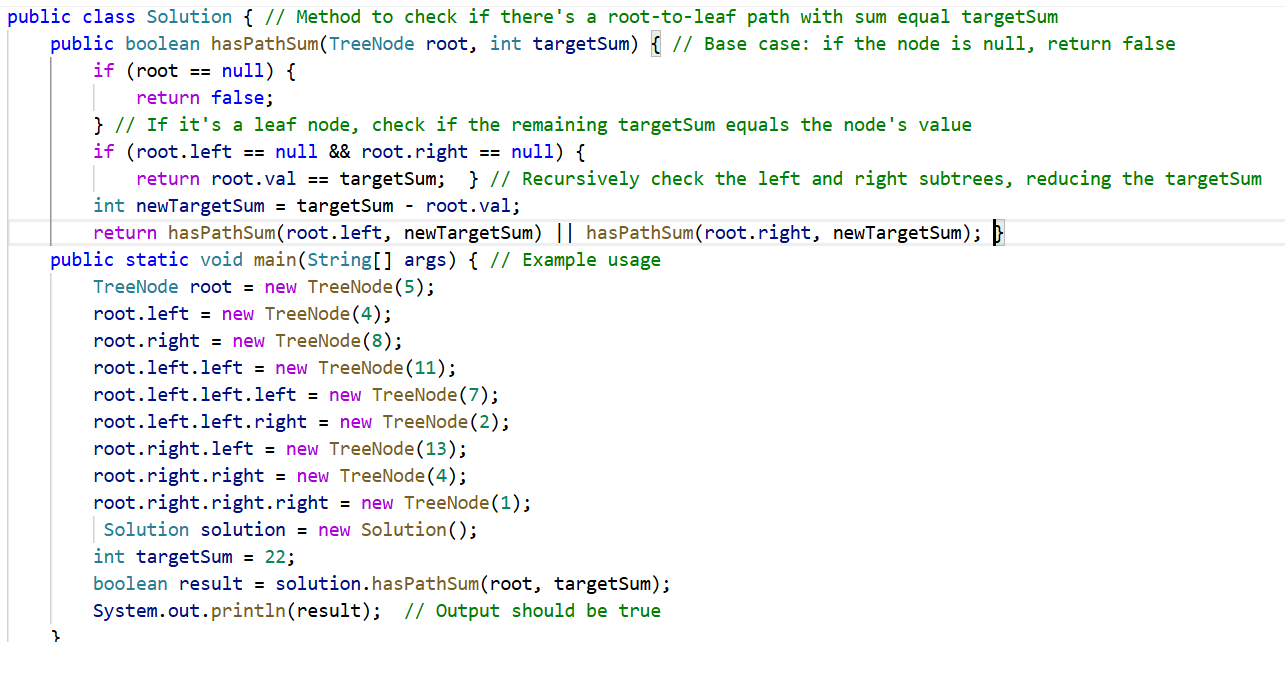 public class Solution { // Method to check if there's a root-to-leaf path with sum equal targetSum
    public boolean hasPathSum(TreeNode root, int targetSum) { // Base case: if the node is null, return false
        if (root == null) {
            return false;
        } // If it's a leaf node, check if the remaining targetSum equals the node's value
        if (root.left == null && root.right == null) {
            return root.val == targetSum;  } // Recursively check the left and right subtrees, reducing the targetSum
        int newTargetSum = targetSum - root.val;
        return hasPathSum(root.left, newTargetSum) || hasPathSum(root.right, newTargetSum); }
    public static void main(String[] args) { // Example usage
        TreeNode root = new TreeNode(5);
        root.left = new TreeNode(4);
        root.right = new TreeNode(8);
        root.left.left = new TreeNode(11);
        root.left.left.left = new TreeNode(7);
        root.left.left.right = new TreeNode(2);
        root.right.left = new TreeNode(13);
        root.right.right = new TreeNode(4);
        root.right.right.right = new TreeNode(1);
         Solution solution = new Solution();
        int targetSum = 22;
        boolean result = solution.hasPathSum(root, targetSum);
        System.out.println(result);  // Output should be true
    }